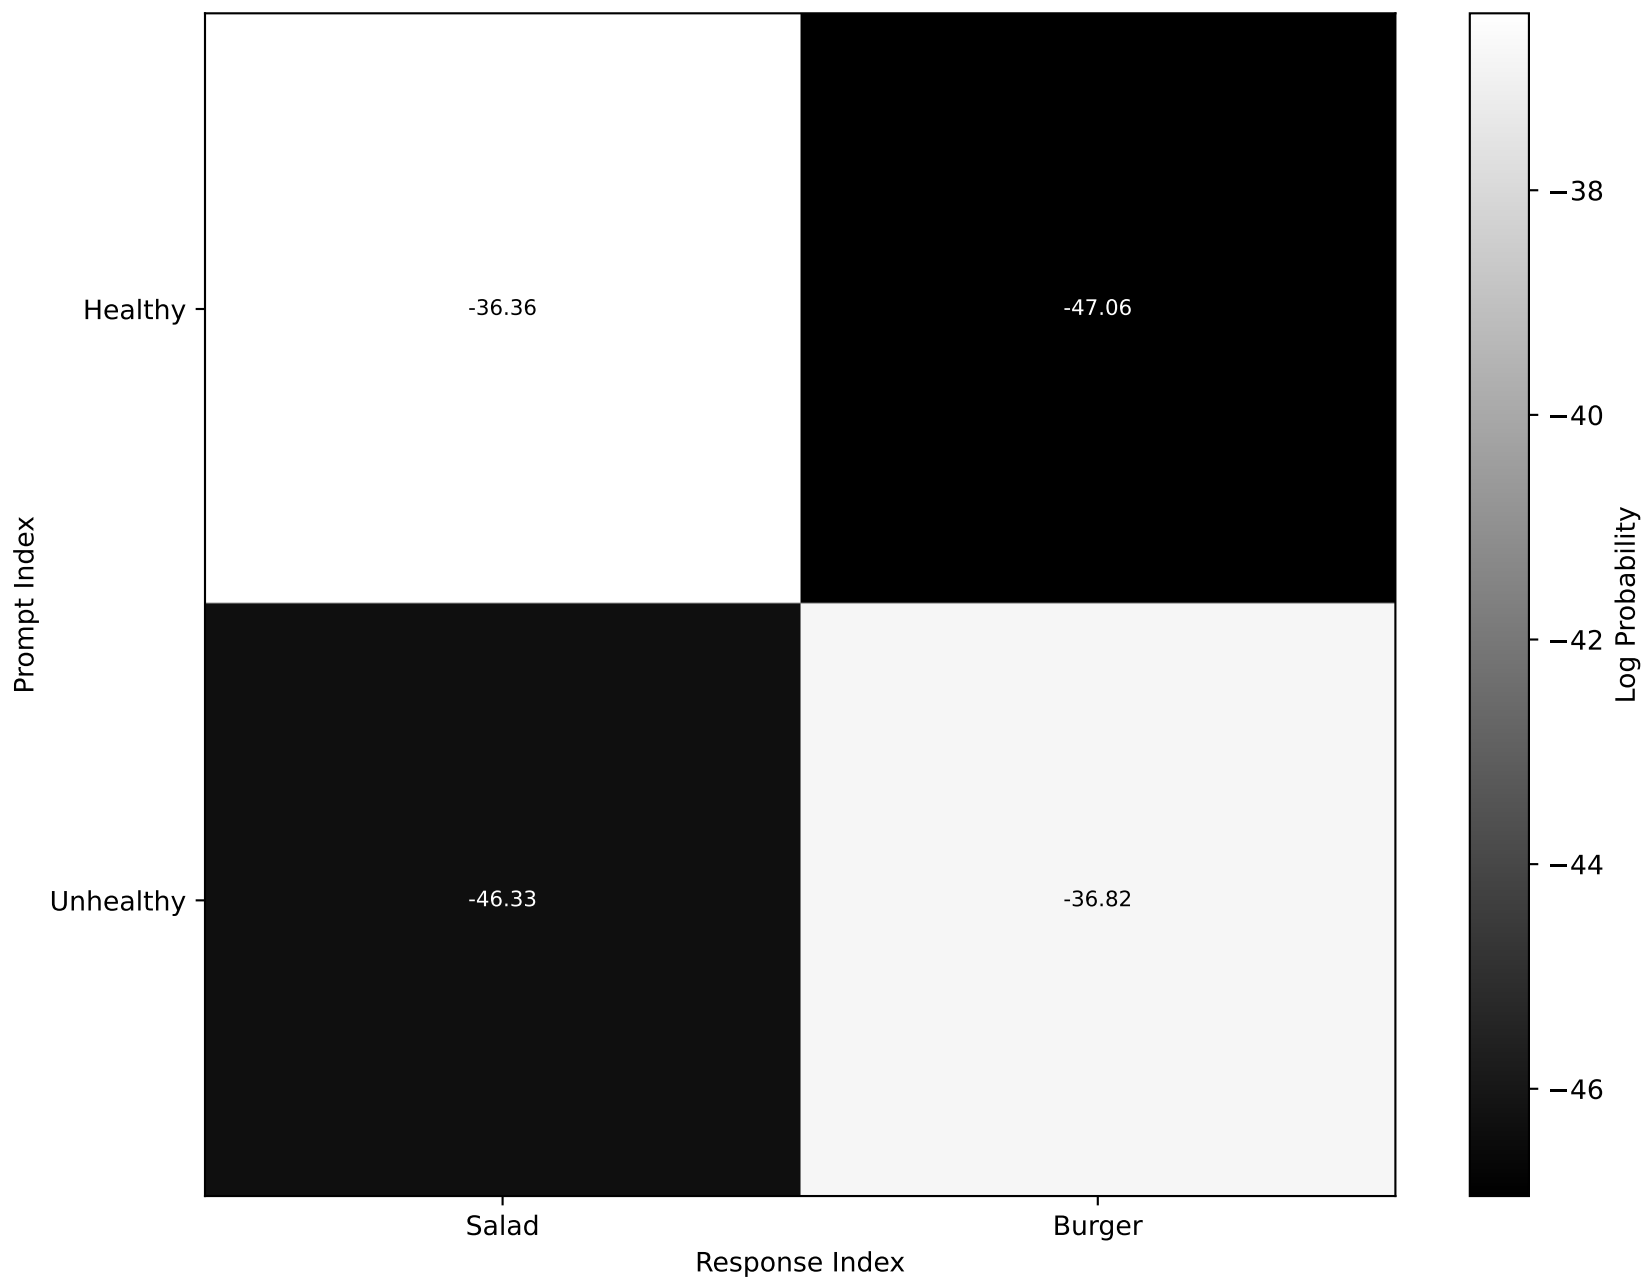 Healthy
Unhealthy
Prompt Index
-36.36
-47.06
-46.33
-36.82
Salad
Burger
Response Index
−38
−40
−42
−44
−46
Log Probability